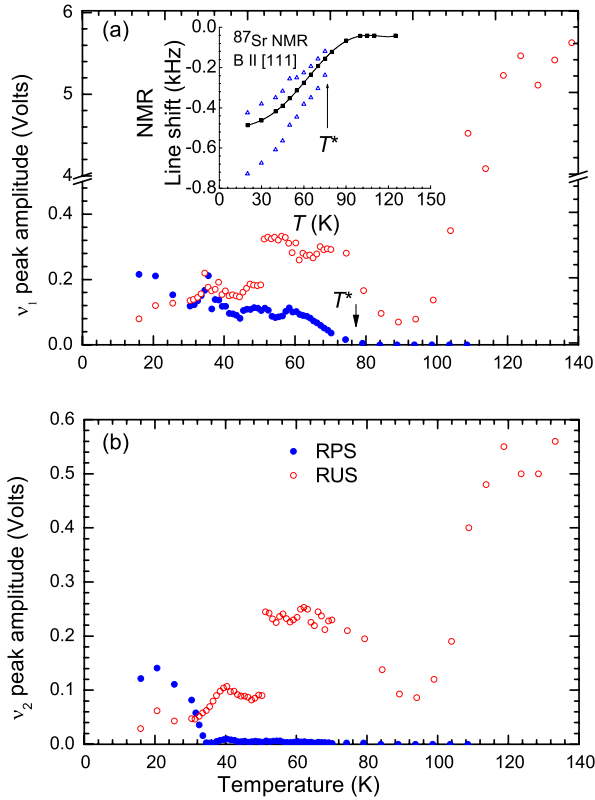 (a)
⁸⁷Sr NMR
B II [111]
NMR
Line shift (kHz)
0.0
-0.2
-0.4
-0.6
-0.8
0 30 60 90 120 150
T (K)
T*
ν₁ peak amplitude (Volts)
6
5
4
0.4
0.2
0.0
T*
0 20 40 60 80 100 120 140
(b)
RPS
RUS
ν₂ peak amplitude (Volts)
0.6
0.5
0.4
0.3
0.2
0.1
0.0
0 20 40 60 80 100 120 140
Temperature (K)